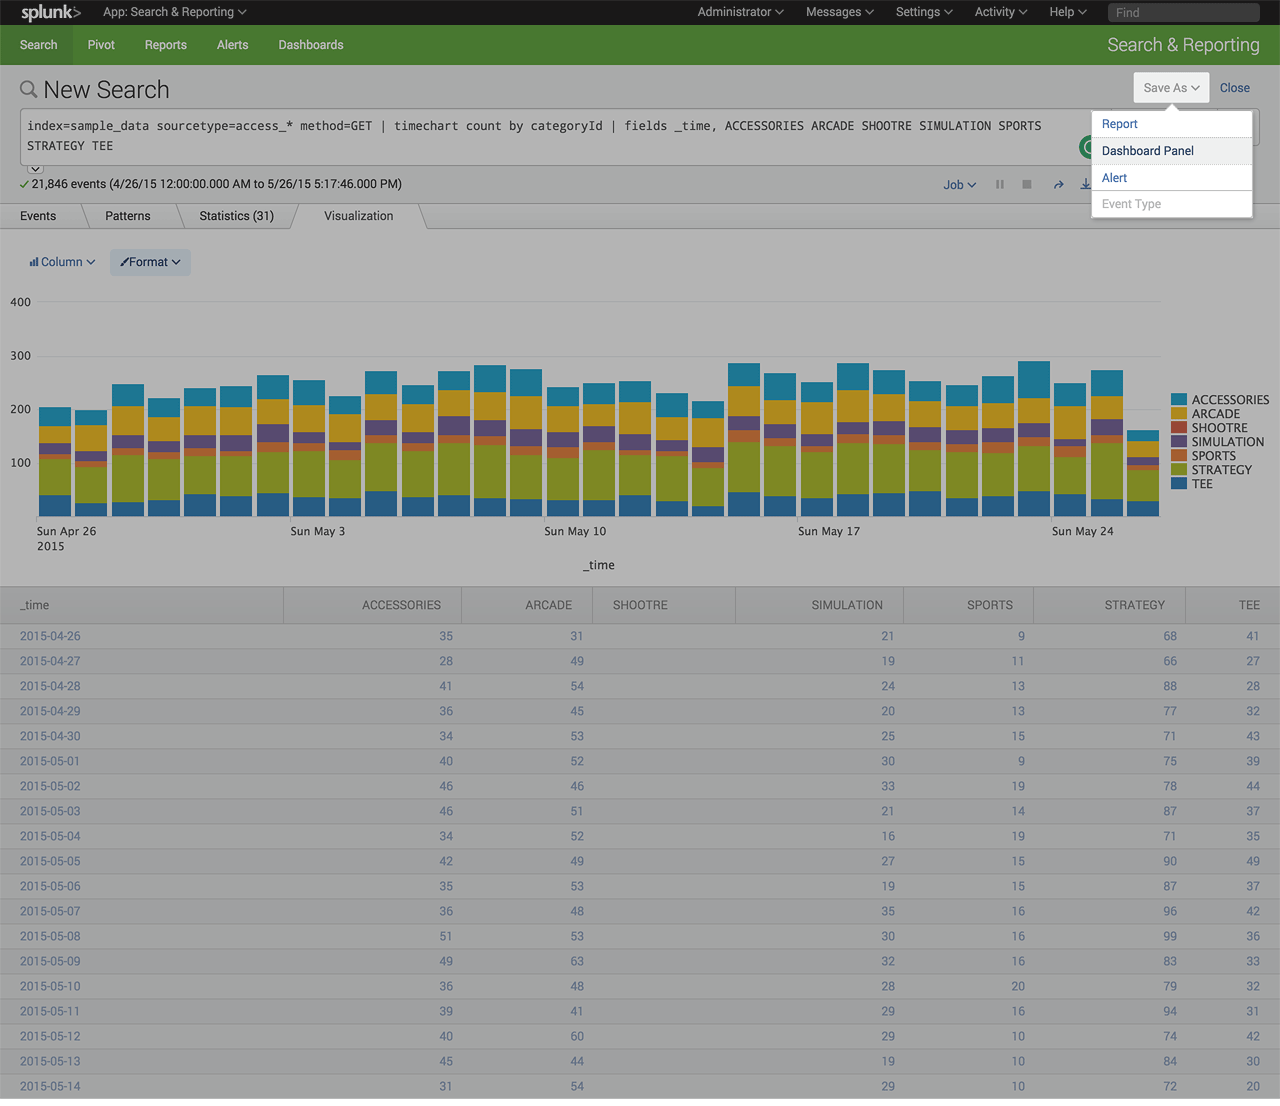 splunk> App: Search & Reporting Administrator Messages Settings Activity Help Find
Search Pivot Reports Alerts Dashboards Search & Reporting
New Search Save As Close
index=sample_data sourcetype=access_* method=GET | timechart count by categoryId | fields _time, ACCESSORIES ARCADE SHOOTRE SIMULATION SPORTS
STRATEGY TEE
Report
Dashboard Panel
Alert
Event Type
21,846 events (4/26/15 12:00:00.000 AM to 5/26/15 5:17:46.000 PM) Job
Events Patterns Statistics (31) Visualization
Column Format
400
300
200
100
ACCESSORIES
ARCADE
SHOOTRE
SIMULATION
SPORTS
STRATEGY
TEE
Sun Apr 26 Sun May 3 Sun May 10 Sun May 17 Sun May 24
2015
_time
_time ACCESSORIES ARCADE SHOOTRE SIMULATION SPORTS STRATEGY TEE
2015-04-26 35 31 21 9 68 41
2015-04-27 28 49 19 11 66 27
2015-04-28 41 54 24 13 88 28
2015-04-29 36 45 20 13 77 32
2015-04-30 34 53 25 15 71 43
2015-05-01 40 52 30 9 75 39
2015-05-02 46 46 33 19 78 44
2015-05-03 46 51 21 14 87 37
2015-05-04 34 52 16 19 71 35
2015-05-05 42 49 27 15 90 49
2015-05-06 35 53 19 15 87 37
2015-05-07 36 48 35 16 96 42
2015-05-08 51 53 30 16 99 36
2015-05-09 49 63 32 16 83 33
2015-05-10 36 48 28 20 79 32
2015-05-11 39 41 29 16 94 31
2015-05-12 40 60 29 10 74 42
2015-05-13 45 44 19 10 84 30
2015-05-14 31 54 29 10 72 20